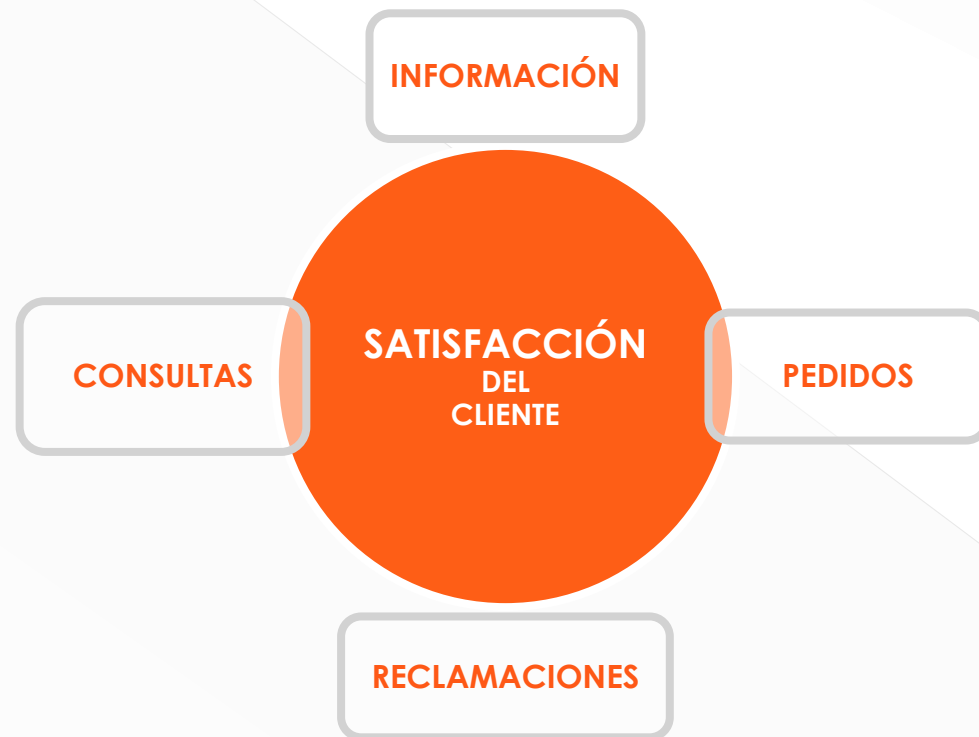 INFORMACIÓN
CONSULTAS
SATISFACCIÓN
DEL
CLIENTE
PEDIDOS
RECLAMACIONES